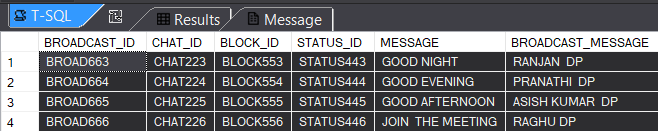 T-SQL Results Message
BROADCAST_ID CHAT_ID BLOCK_ID STATUS_ID MESSAGE BROADCAST_MESSAGE
1 BROAD663 CHAT223 BLOCK553 STATUS443 GOOD NIGHT RANJAN DP
2 BROAD664 CHAT224 BLOCK554 STATUS444 GOOD EVENING PRANATHI DP
3 BROAD665 CHAT225 BLOCK555 STATUS445 GOOD AFTERNOON ASISH KUMAR DP
4 BROAD666 CHAT226 BLOCK556 STATUS446 JOIN THE MEETING RAGHU DP